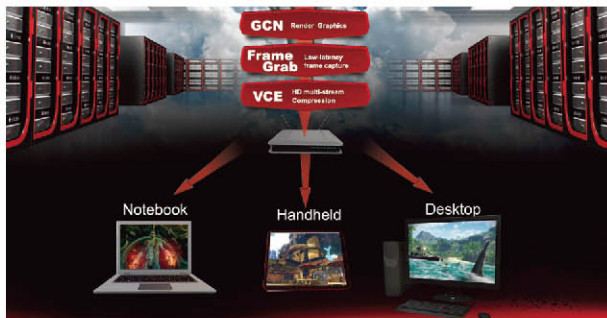 GCN Render Graphics
Frame Low-latency
Grab frame capture
VCE HD multi-stream
Compression
Notebook
Handheld
Desktop